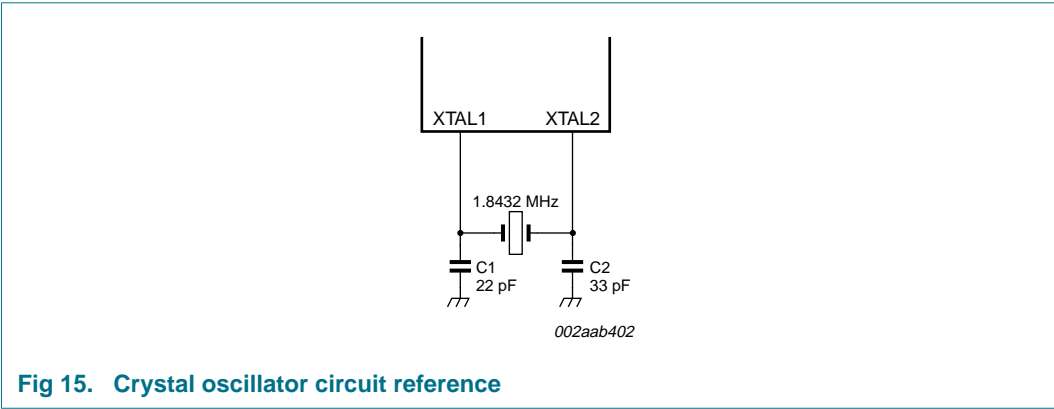 XTAL1 XTAL2
1.8432 MHz
C1
22 pF
C2
33 pF
002aab402
Fig 15. Crystal oscillator circuit reference